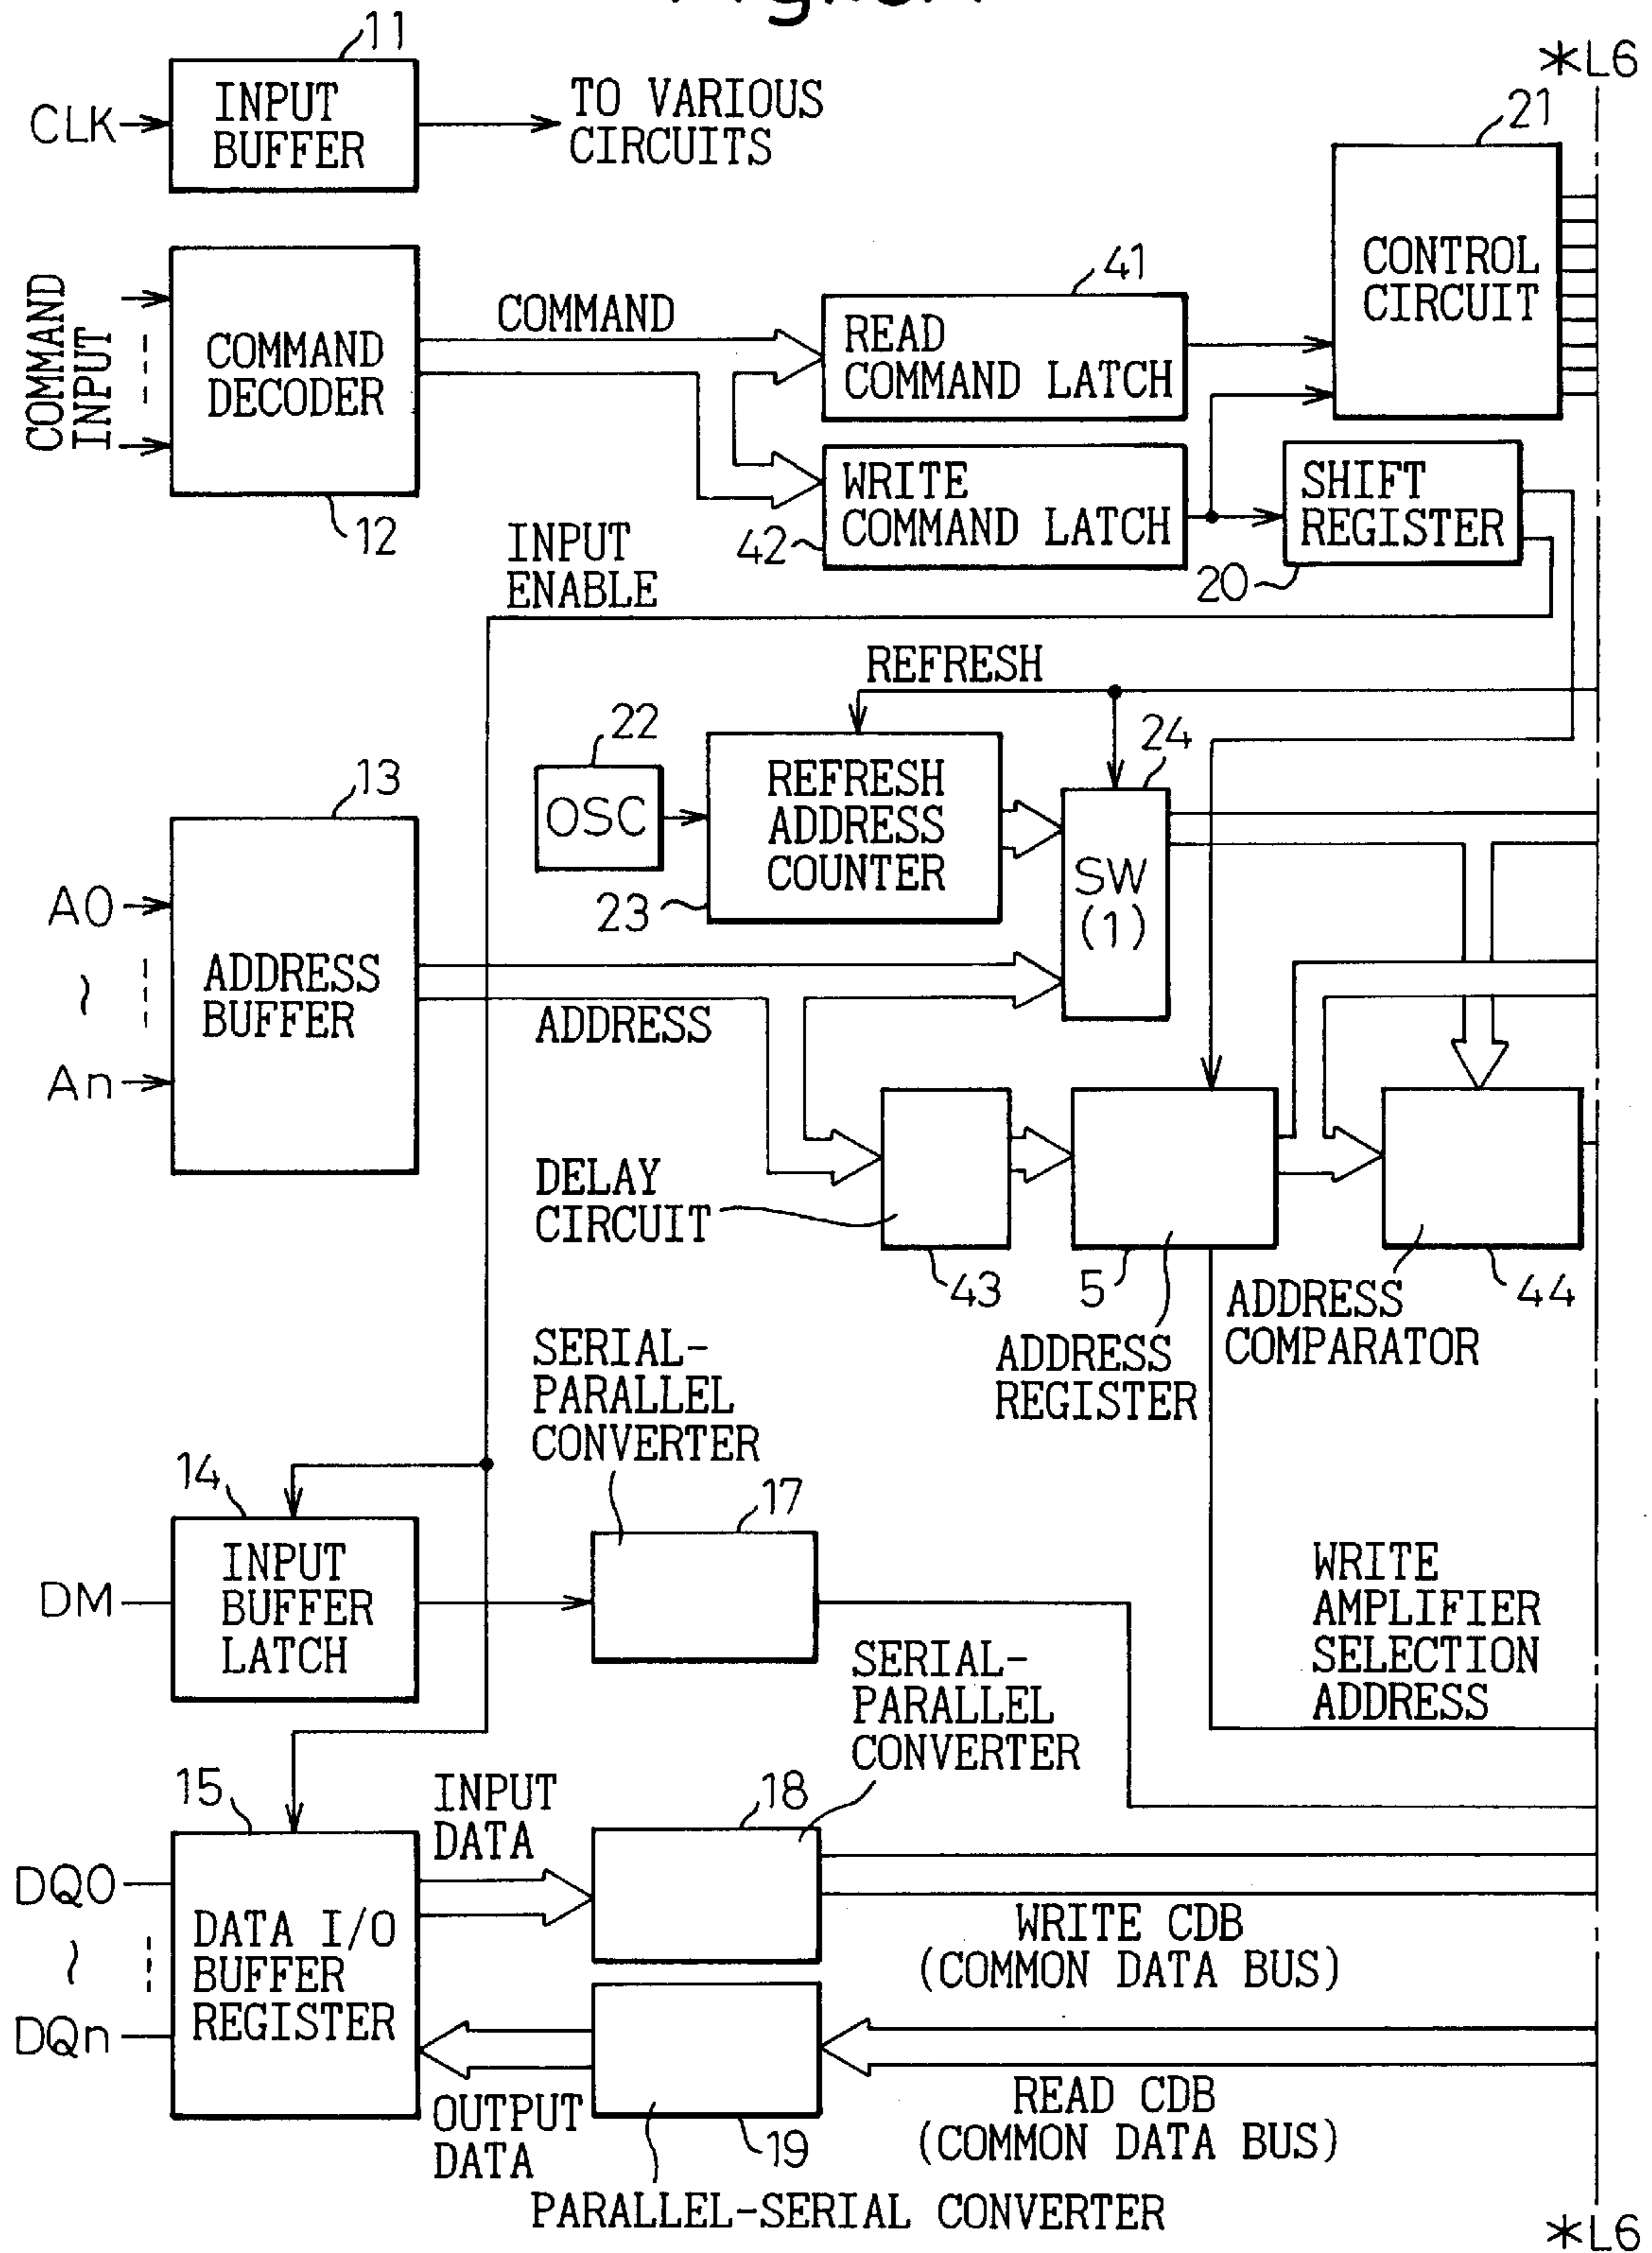 11
*L6
CLK
INPUT
BUFFER
TO VARIOUS
CIRCUITS
21
CONTROL
CIRCUIT
COMMAND
INPUT
COMMAND
DECODER
12
COMMAND
41
READ
COMMAND LATCH
WRITE
COMMAND LATCH
42
SHIFT
REGISTER
20
INPUT
ENABLE
REFRESH
22
OSC
REFRESH
ADDRESS
COUNTER
23
24
SW
(1)
13
A0
~
An
ADDRESS
BUFFER
ADDRESS
DELAY
CIRCUIT
43
5
ADDRESS
REGISTER
ADDRESS
COMPARATOR
44
SERIAL-
PARALLEL
CONVERTER
14
17
DM
INPUT
BUFFER
LATCH
WRITE
AMPLIFIER
SELECTION
ADDRESS
SERIAL-
PARALLEL
CONVERTER
15
INPUT
DATA
18
DQ0
~
DQn
DATA I/O
BUFFER
REGISTER
WRITE CDB
(COMMON DATA BUS)
OUTPUT
DATA
19
READ CDB
(COMMON DATA BUS)
PARALLEL-SERIAL CONVERTER
*L6